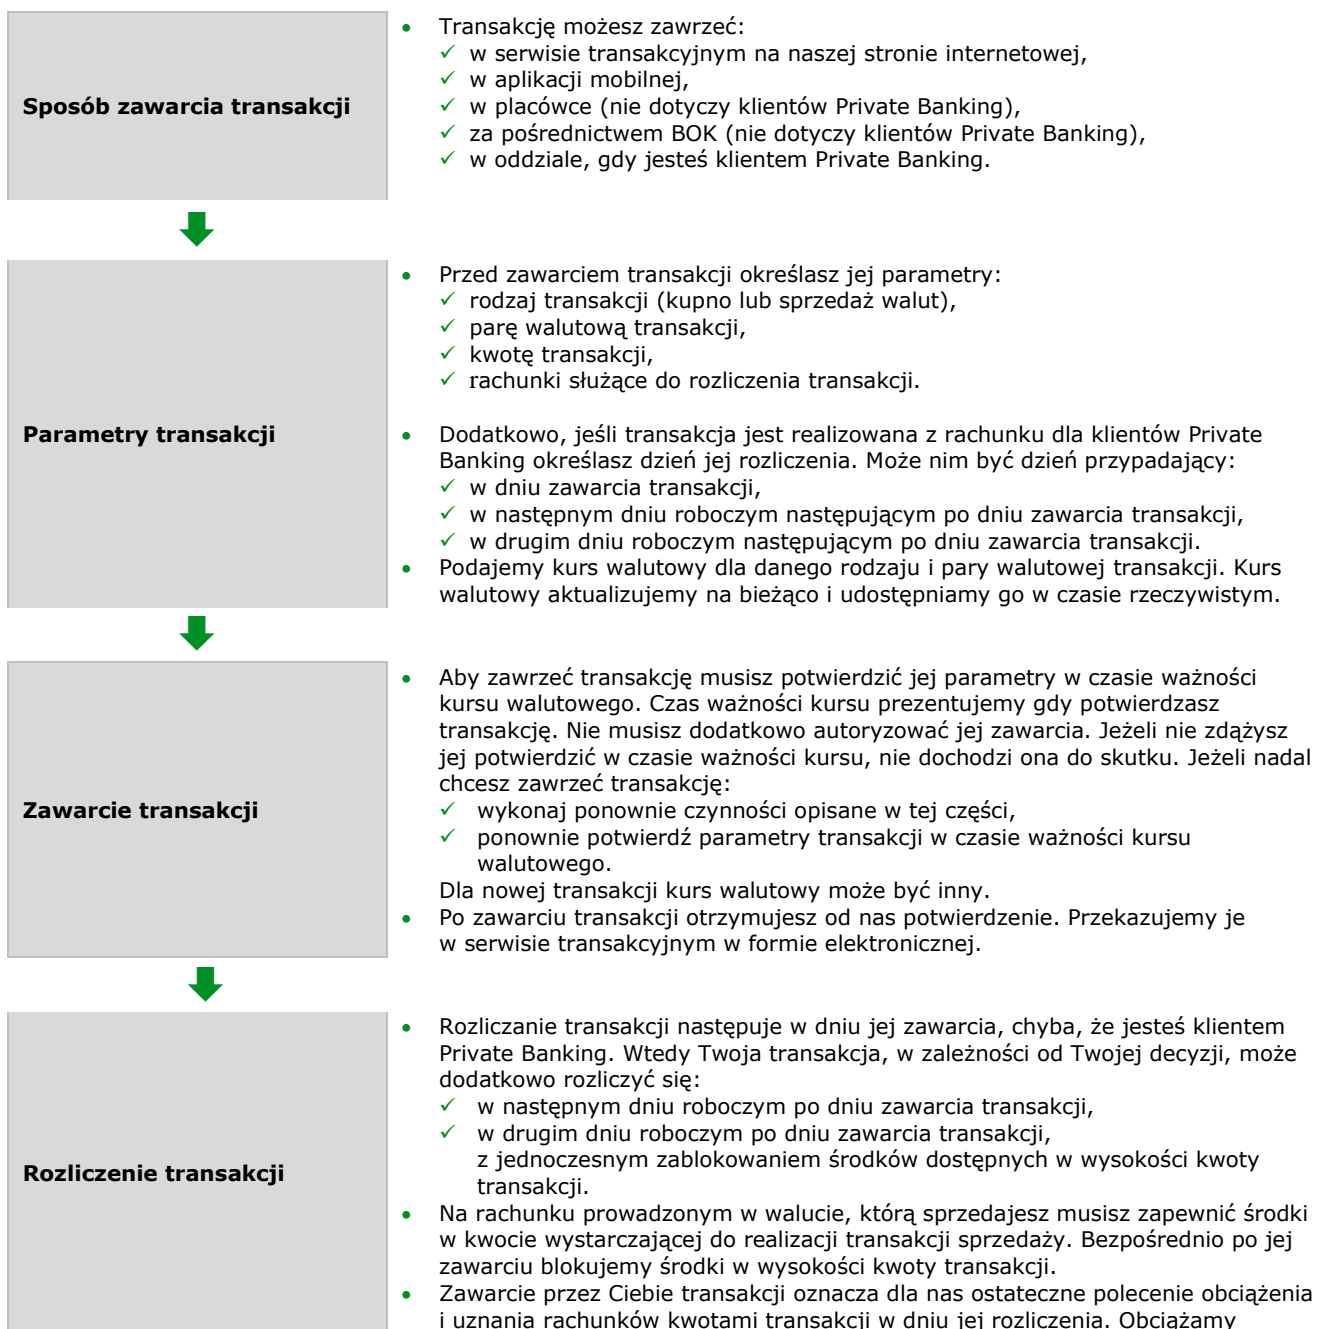 Sposób zawarcia transakcji
• Transakcję możesz zawrzeć:
✓ w serwisie transakcyjnym na naszej stronie internetowej,
✓ w aplikacji mobilnej,
✓ w placówce (nie dotyczy klientów Private Banking),
✓ za pośrednictwem BOK (nie dotyczy klientów Private Banking),
✓ w oddziale, gdy jesteś klientem Private Banking.
Parametry transakcji
• Przed zawarciem transakcji określasz jej parametry:
✓ rodzaj transakcji (kupno lub sprzedaż walut),
✓ parę walutową transakcji,
✓ kwotę transakcji,
✓ rachunki służące do rozliczenia transakcji.
• Dodatkowo, jeśli transakcja jest realizowana z rachunku dla klientów Private
Banking określasz dzień jej rozliczenia. Może nim być dzień przypadający:
✓ w dniu zawarcia transakcji,
✓ w następnym dniu roboczym następującym po dniu zawarcia transakcji,
✓ w drugim dniu roboczym następującym po dniu zawarcia transakcji.
• Podajemy kurs walutowy dla danego rodzaju i pary walutowej transakcji. Kurs
walutowy aktualizujemy na bieżąco i udostępniamy go w czasie rzeczywistym.
Zawarcie transakcji
• Aby zawrzeć transakcję musisz potwierdzić jej parametry w czasie ważności
kursu walutowego. Czas ważności kursu prezentujemy gdy potwierdzasz
transakcję. Nie musisz dodatkowo autoryzować jej zawarcia. Jeżeli nie zdążysz
jej potwierdzić w czasie ważności kursu, nie dochodzi ona do skutku. Jeżeli nadal
chcesz zawrzeć transakcję:
✓ wykonaj ponownie czynności opisane w tej części,
✓ ponownie potwierdź parametry transakcji w czasie ważności kursu
walutowego.
Dla nowej transakcji kurs walutowy może być inny.
• Po zawarciu transakcji otrzymujesz od nas potwierdzenie. Przekazujemy je
w serwisie transakcyjnym w formie elektronicznej.
Rozliczenie transakcji
• Rozliczanie transakcji następuje w dniu jej zawarcia, chyba, że jesteś klientem
Private Banking. Wtedy Twoja transakcja, w zależności od Twojej decyzji, może
dodatkowo rozliczyć się:
✓ w następnym dniu roboczym po dniu zawarcia transakcji,
✓ w drugim dniu roboczym po dniu zawarcia transakcji,
z jednoczesnym zablokowaniem środków dostępnych w wysokości kwoty
transakcji.
• Na rachunku prowadzonym w walucie, którą sprzedajesz musisz zapewnić środki
w kwocie wystarczającej do realizacji transakcji sprzedaży. Bezpośrednio po jej
zawarciu blokujemy środki w wysokości kwoty transakcji.
• Zawarcie przez Ciebie transakcji oznacza dla nas ostateczne polecenie obciążenia
i uznania rachunków kwotami transakcji w dniu jej rozliczenia. Obciążamy